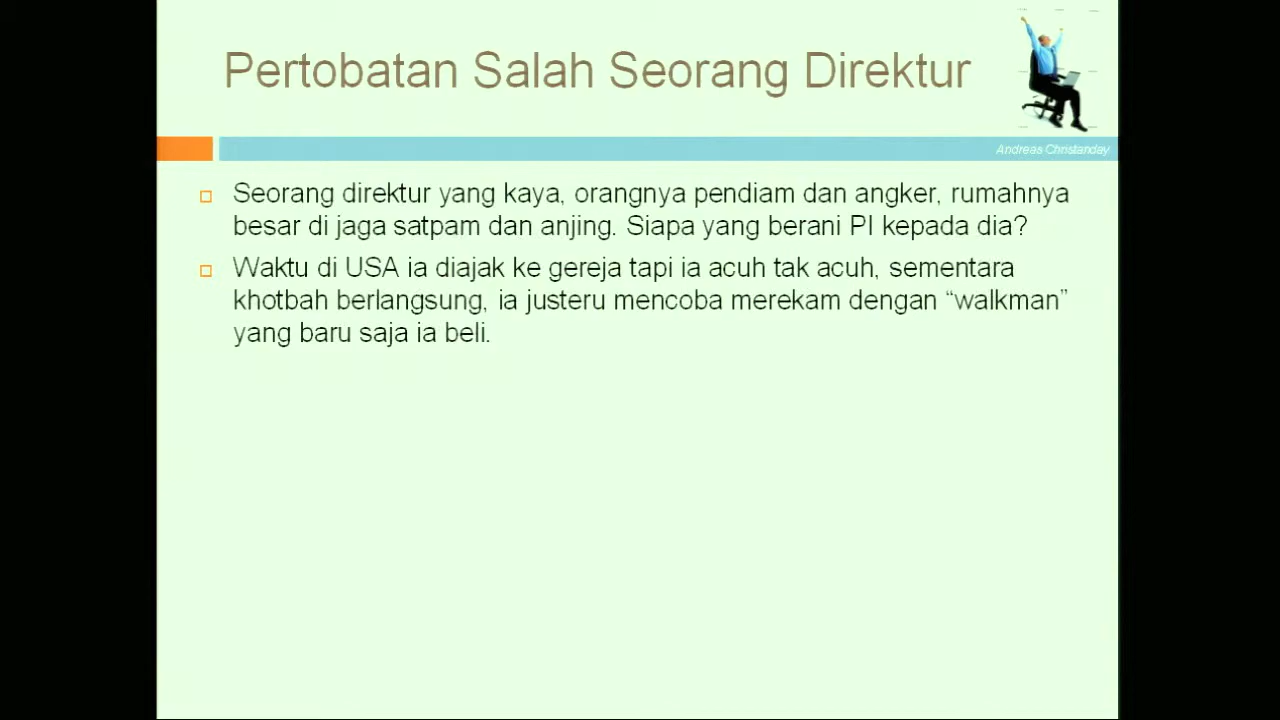 Pertobatan Salah Seorang Direktur
Andreas Christanday
Seorang direktur yang kaya, orangnya pendiam dan angker, rumahnya
besar di jaga satpam dan anjing. Siapa yang berani PI kepada dia?
Waktu di USA ia diajak ke gereja tapi ia acuh tak acuh, sementara
khotbah berlangsung, ia justeru mencoba merekam dengan “walkman”
yang baru saja ia beli.